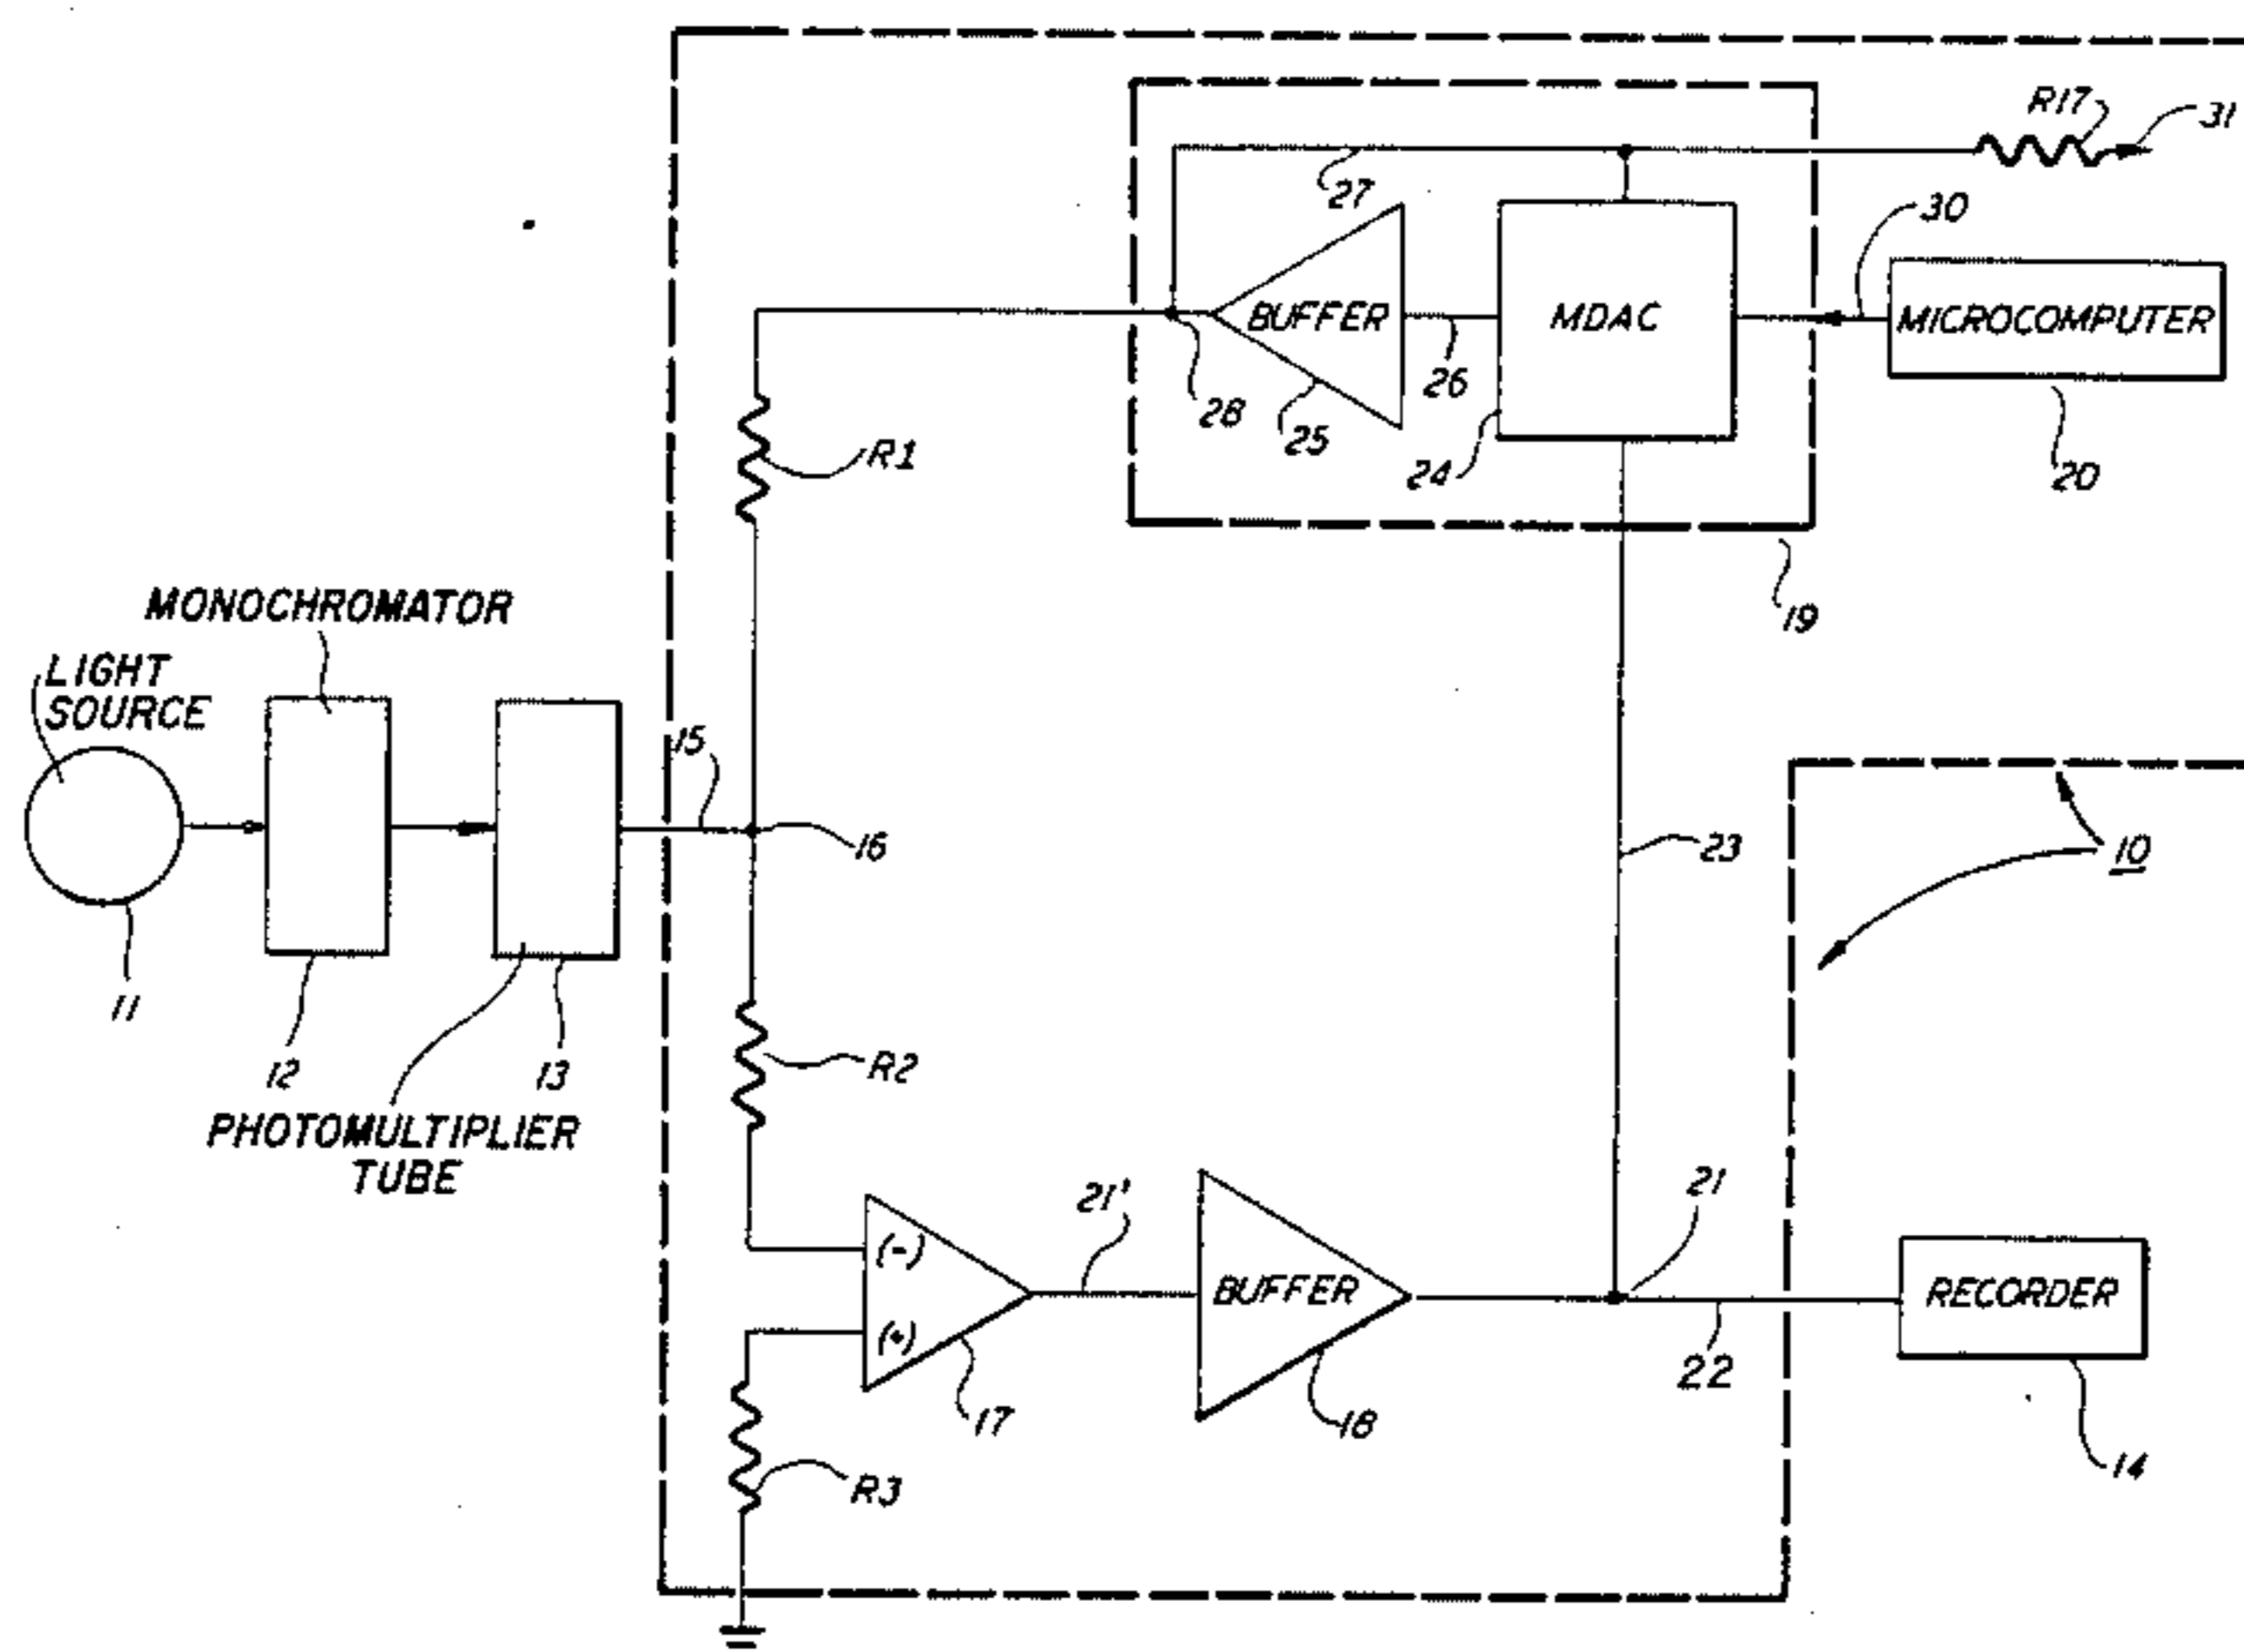 R17
31
27
30
BUFFER
MDAC
MICROCOMPUTER
26
28
25
24
20
R1
19
MONOCHROMATOR
LIGHT
SOURCE
15
16
23
10
11
12
13
R2
PHOTOMULTIPLIER
TUBE
21'
21
(-)
(+)
BUFFER
RECORDER
22
17
18
14
R3